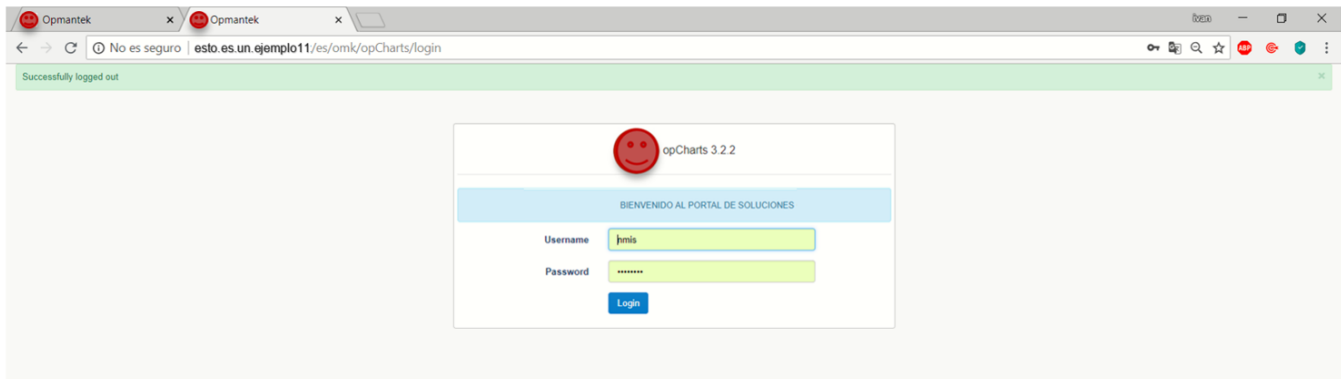 Opmantek
Opmantek
ivan
No es seguro | esto.es.un.ejemplo11/es/omk/opCharts/login
ABP
Successfully logged out
opCharts 3.2.2
BIENVENIDO AL PORTAL DE SOLUCIONES
Username nmis
Password ••••••••
Login